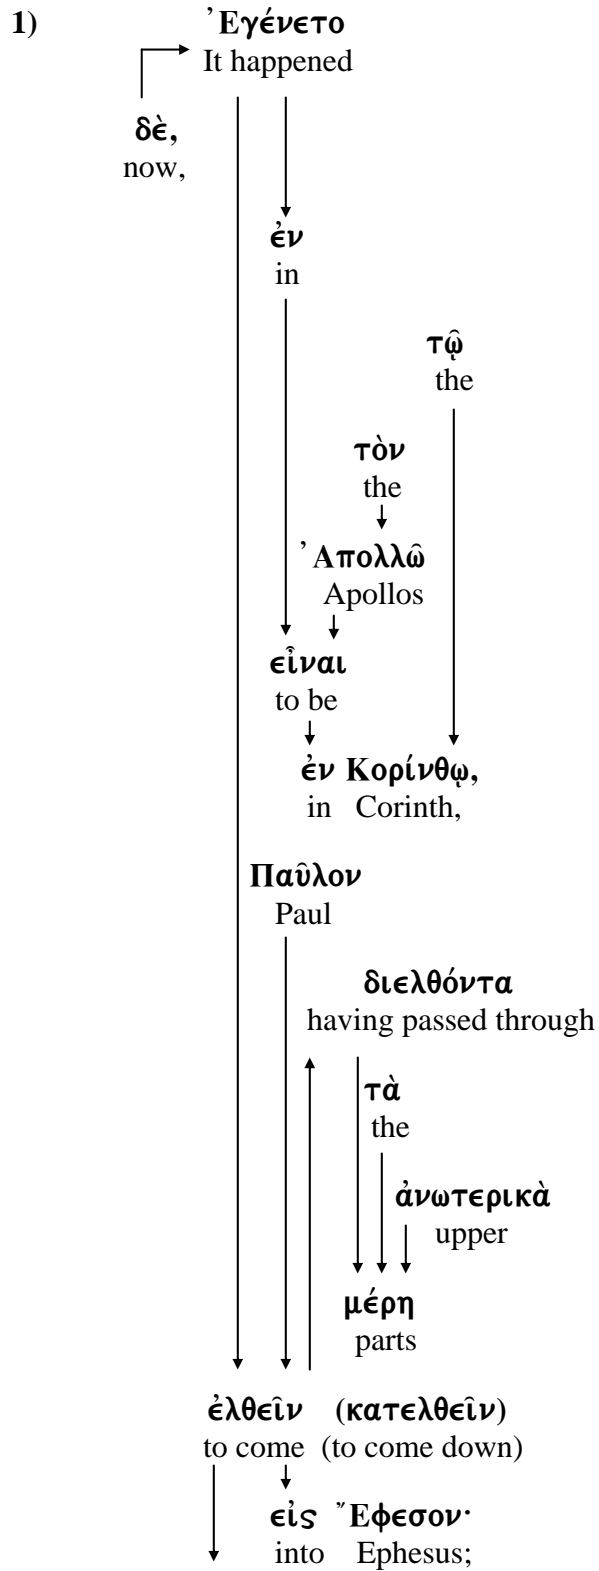 1) Ἐγένετο
It happened
δὲ,
now,
ἐν
in
τῷ
the
τὸν
the
Ἀπολλῶ
Apollos
εἶναι
to be
ἐν Κορίνθῳ,
in Corinth,
Παῦλον
Paul
διελθόντα
having passed through
τὰ
the
ἀνωτερικὰ
upper
μέρη
parts
ἐλθεῖν (κατελθεῖν)
to come (to come down)
εἰς Ἔφεσον·
into Ephesus;